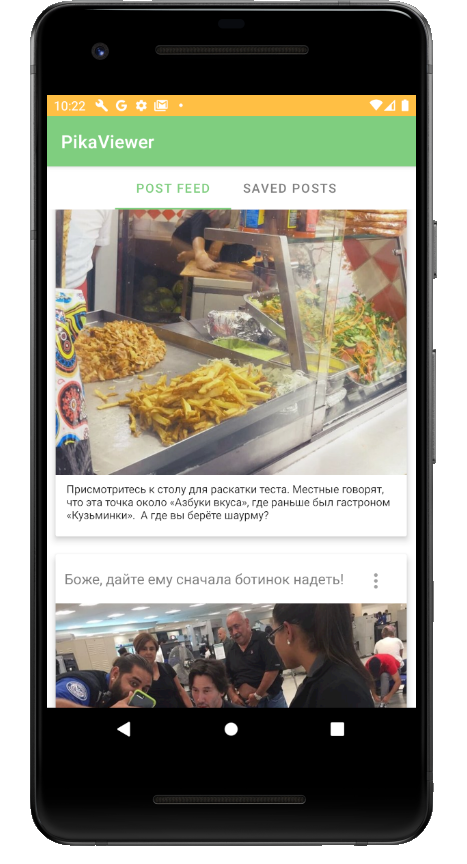 10:22
PikaViewer
POST FEED SAVED POSTS
Присмотритесь к столу для раскатки теста. Местные говорят,
что эта точка около «Азбуки вкуса», где раньше был гастроном
«Кузьминки».  А где вы берёте шаурму?
Боже, дайте ему сначала ботинок надеть!